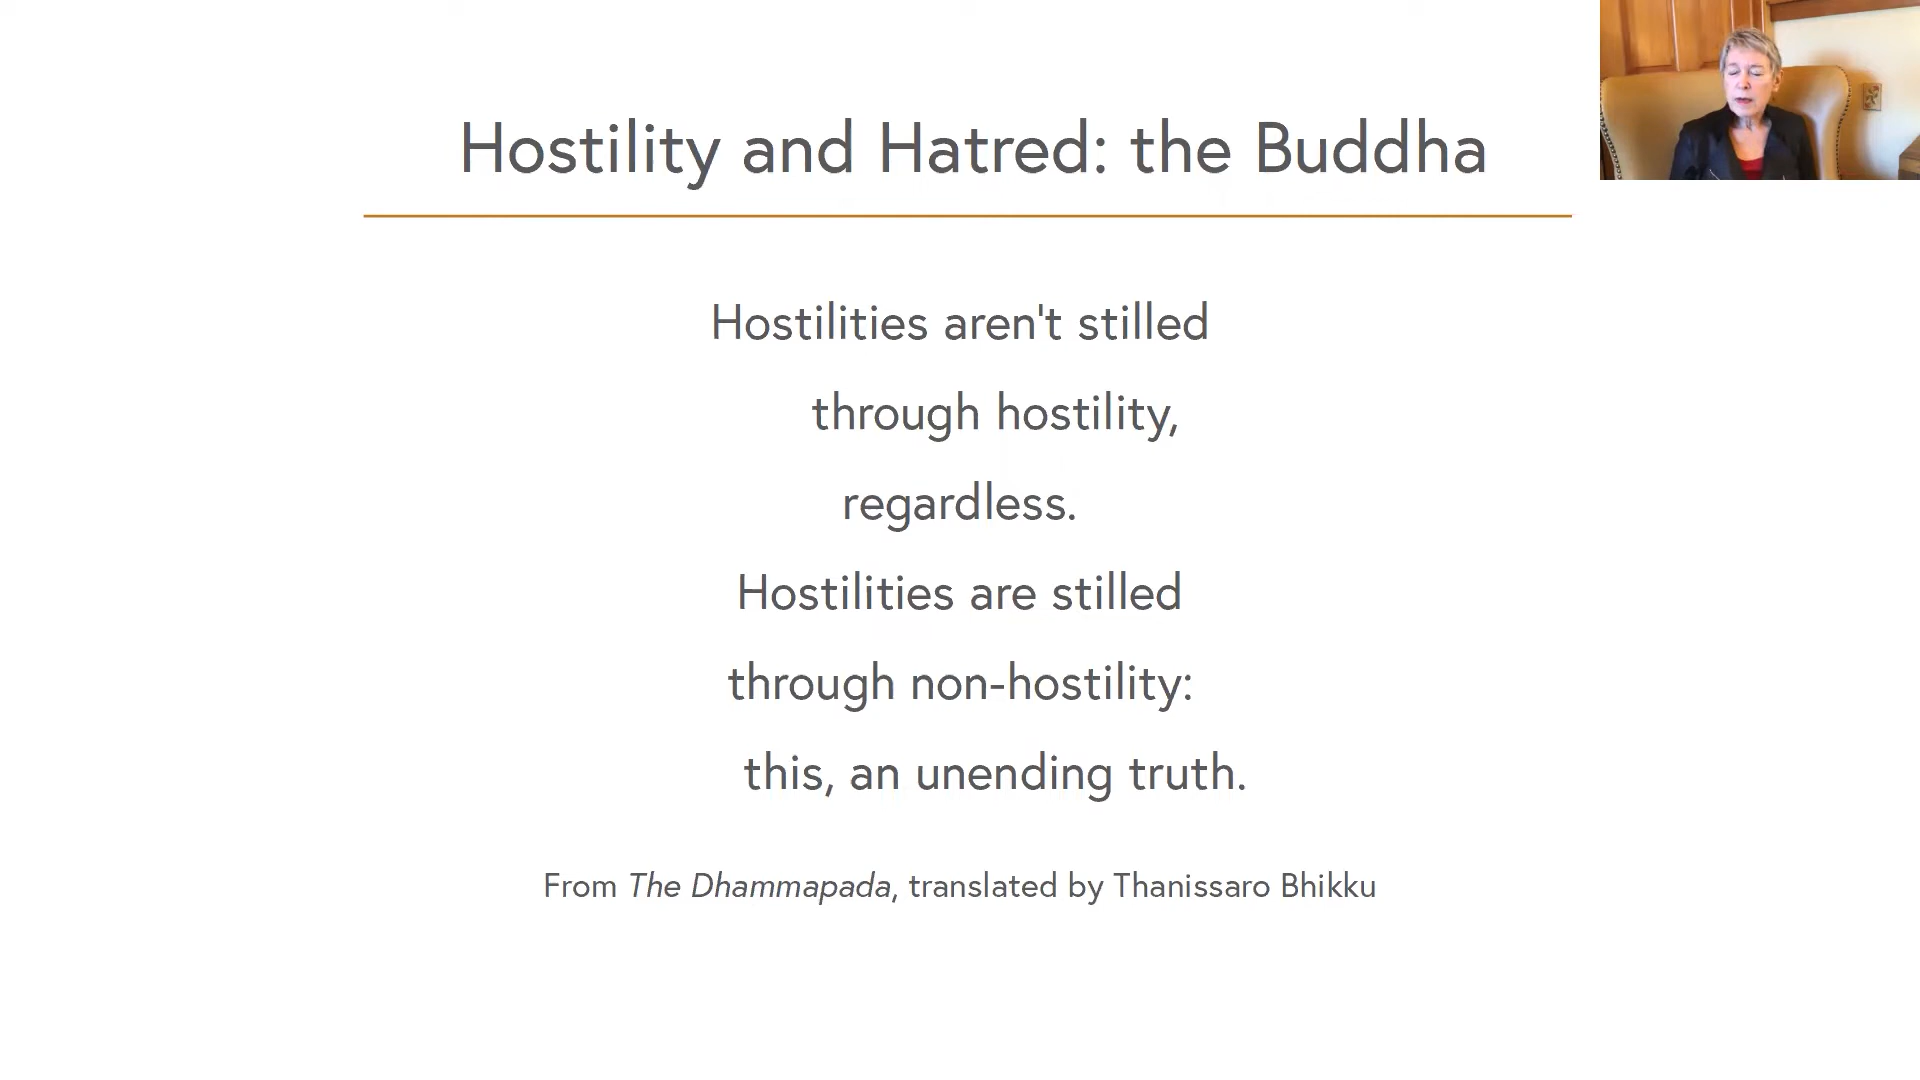 Hostility and Hatred: the Buddha
Hostilities aren't stilled
through hostility,
regardless.
Hostilities are stilled
through non-hostility:
this, an unending truth.
From The Dhammapada, translated by Thanissaro Bhikku